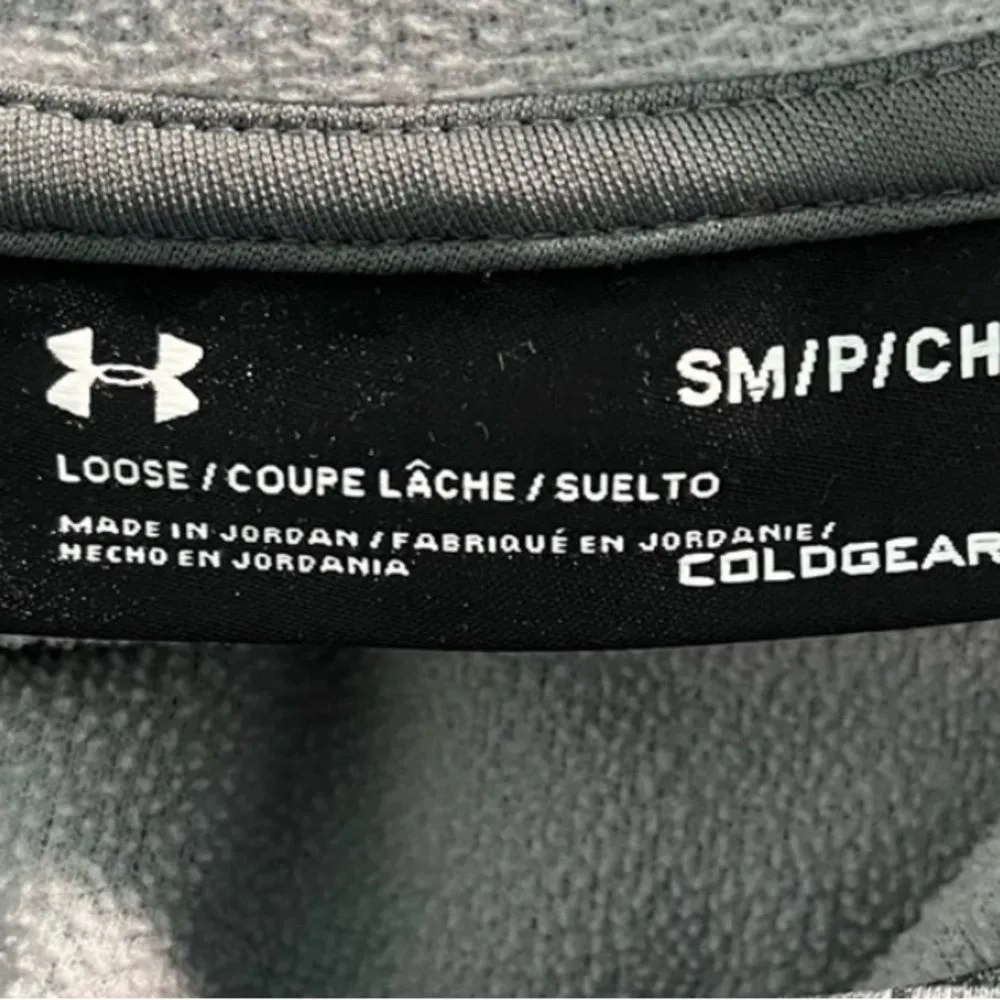 SM/P/CH
LOOSE / COUPE LÂCHE / SUELTO
MADE IN JORDAN / FABRIQUÉ EN JORDANIE /
HECHO EN JORDANIA
COLDGEAR